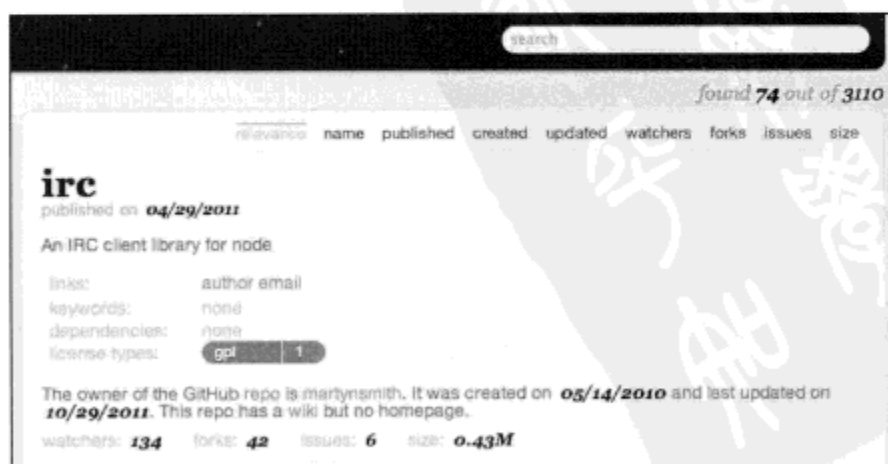 search
found 74 out of 3110
relevance name published created updated watchers forks issues size
irc
published on 04/29/2011
An IRC client library for node
links: author email
keywords: none
dependencies: none
license types: gpl 1
The owner of the GitHub repo is martynsmith. It was created on 05/14/2010 and last updated on
10/29/2011. This repo has a wiki but no homepage.
watchers: 134 forks: 42 issues: 6 size: 0.43M